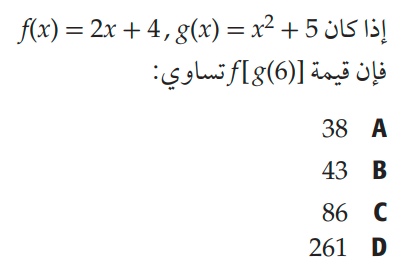 إذا كان f(x) = 2x + 4, g(x) = x² + 5
فإن قيمة f[g(6)] تساوي:
38 A
43 B
86 C
261 D